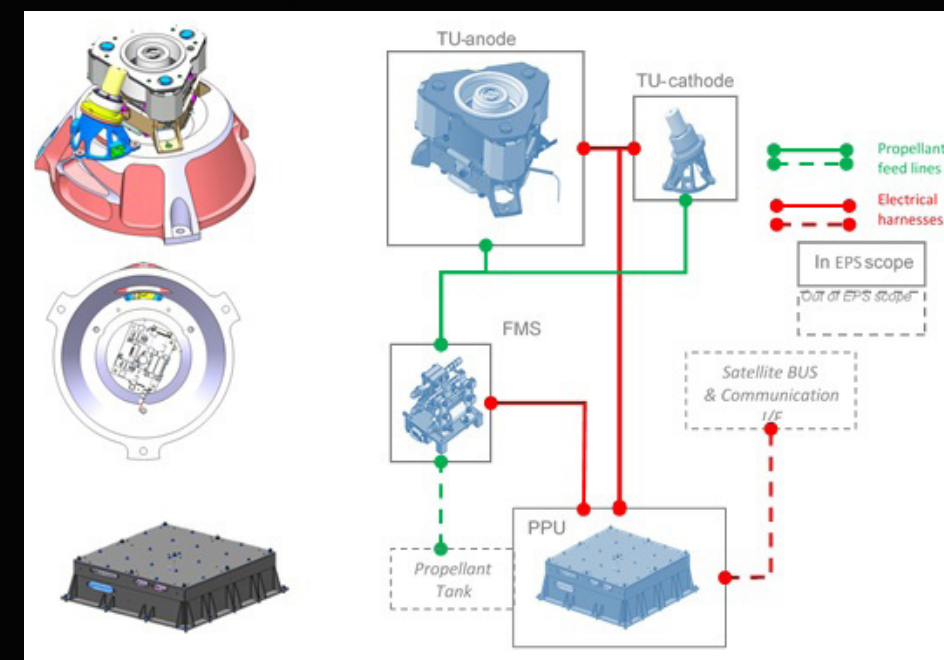 TU-anode
TU-cathode
Propellant
feed lines
Electrical
harnesses
In EPS scope
Out of EPS scope
FMS
Satellite BUS
& Communication
I/F
PPU
Propellant
Tank